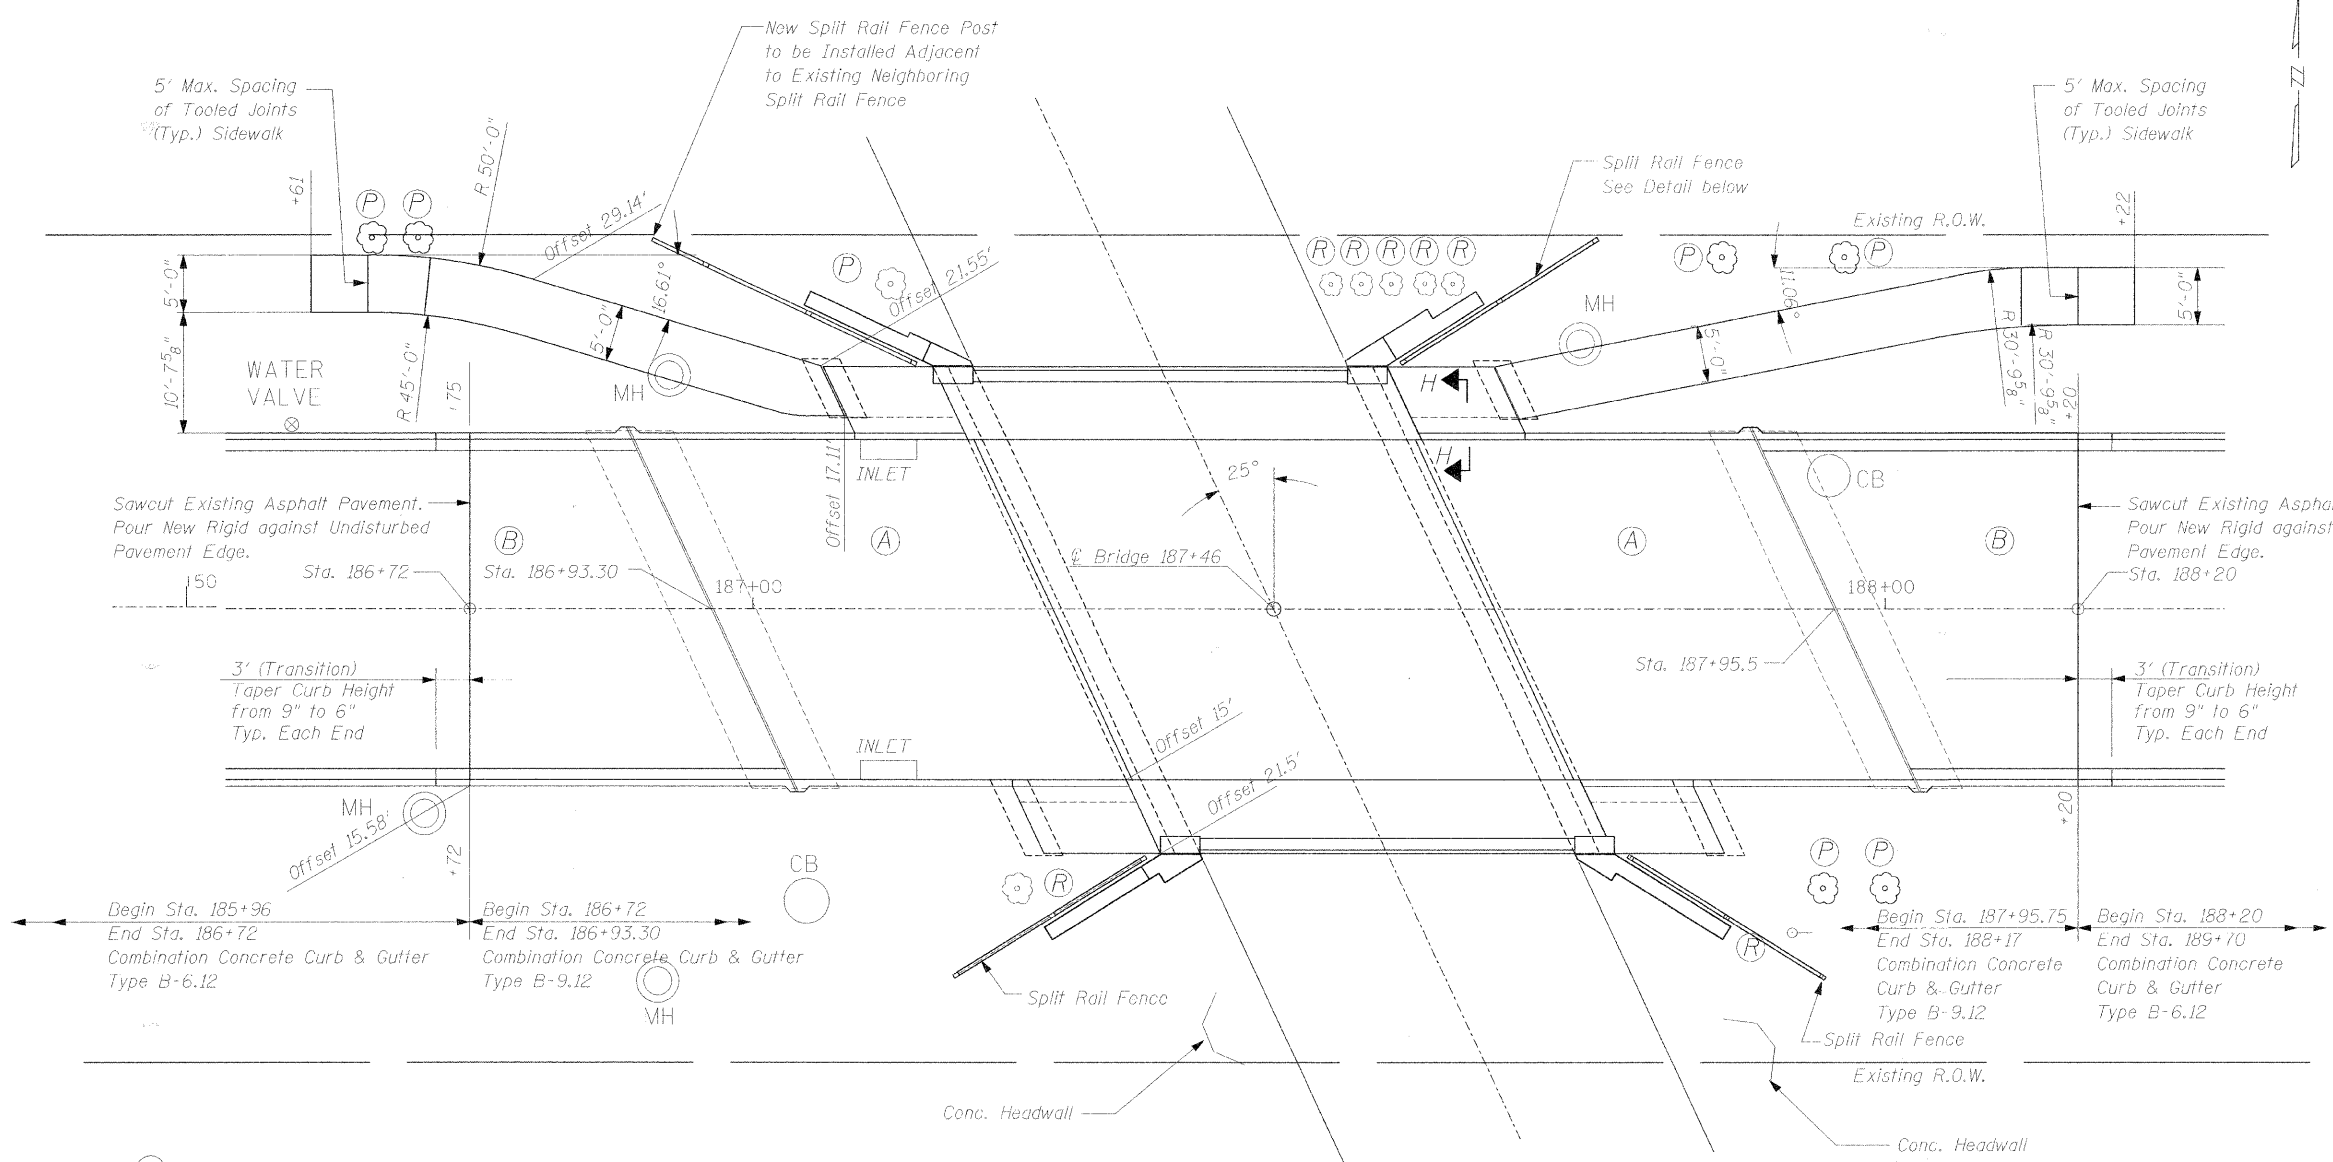 New Split Rail Fence Post
to be Installed Adjacent
to Existing Neighboring
Split Rail Fence
5' Max. Spacing
of Tooled Joints
(Typ.) Sidewalk
5' Max. Spacing
of Tooled Joints
(Typ.) Sidewalk
N
Split Rail Fence
See Detail below
+61
R 50'-0"
P
P
Offset 29.14'
16.61°
P
Offset 21.55'
R
R
R
R
R
Existing R.O.W.
+22
P
P
MH
11.06°
5'-0"
5'-0"
5'-0"
5'-0"
10'-7 5/8"
WATER
VALVE
R 45'-0"
+75
MH
H
H
R 30'-9 5/8"
R 30'-9 5/8"
+02
Offset 17.11'
INLET
25°
CB
Sawcut Existing Asphalt Pavement.
Pour New Rigid against Undisturbed
Pavement Edge.
B
A
A
B
Sawcut Existing Aspha
Pour New Rigid against
Pavement Edge.
Sta. 186+72
Sta. 186+93.30
℄ Bridge 187+46
Sta. 188+20
50
187+00
188+00
Sta. 187+95.5
3' (Transition)
Taper Curb Height
from 9" to 6"
Typ. Each End
3' (Transition)
Taper Curb Height
from 9" to 6"
Typ. Each End
INLET
Offset 15'
Offset 21.5'
MH
Offset 15.58'
+72
+20
CB
R
P
P
R
Begin Sta. 185+96
End Sta. 186+72
Combination Concrete Curb & Gutter
Type B-6.12
Begin Sta. 186+72
End Sta. 186+93.30
Combination Concrete Curb & Gutter
Type B-9.12
MH
Begin Sta. 187+95.75
End Sta. 188+17
Combination Concrete
Curb & Gutter
Type B-9.12
Begin Sta. 188+20
End Sta. 189+70
Combination Concrete
Curb & Gutter
Type B-6.12
Split Rail Fence
Split Rail Fence
Existing R.O.W.
Conc. Headwall
Conc. Headwall